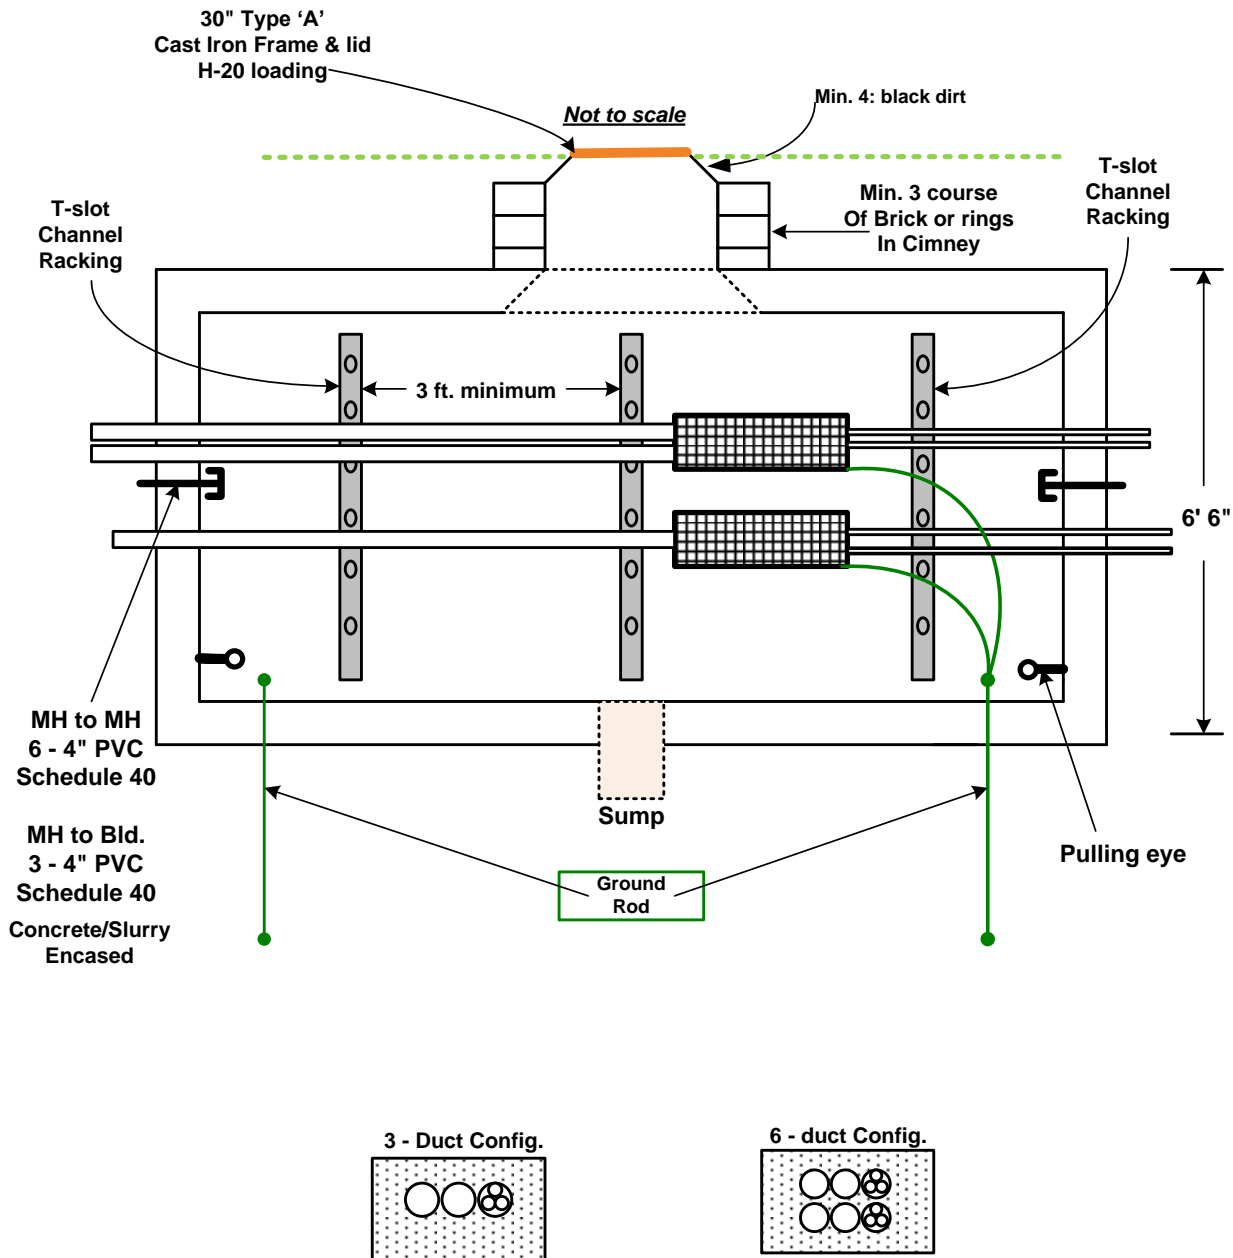 30" Type ‘A’
Cast Iron Frame & lid
H-20 loading
Not to scale
Min. 4: black dirt
T-slot
Channel
Racking
Min. 3 course
Of Brick or rings
In Cimney
T-slot
Channel
Racking
3 ft. minimum
6' 6"
MH to MH
6 - 4" PVC
Schedule 40
MH to Bld.
3 - 4" PVC
Schedule 40
Concrete/Slurry
Encased
Sump
Ground
Rod
Pulling eye
3 - Duct Config.
6 - duct Config.